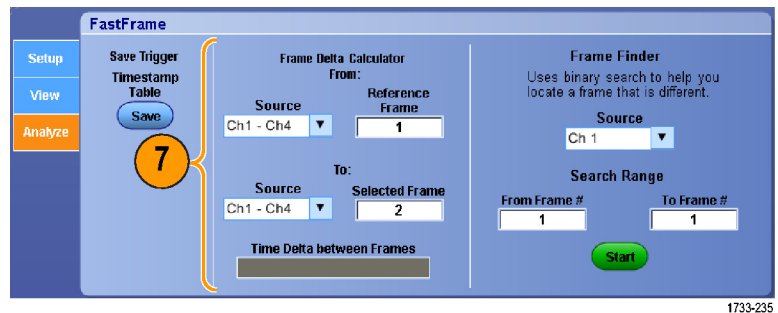 FastFrame
Setup
View
Analyze
Save Trigger
Timestamp
Table
Save
7
Frame Delta Calculator
From:
Source
Reference
Frame
Ch1 - Ch4
1
To:
Source
Selected Frame
Ch1 - Ch4
2
Time Delta between Frames
Frame Finder
Uses binary search to help you
locate a frame that is different.
Source
Ch 1
Search Range
From Frame #
To Frame #
1
1
Start
1733-235